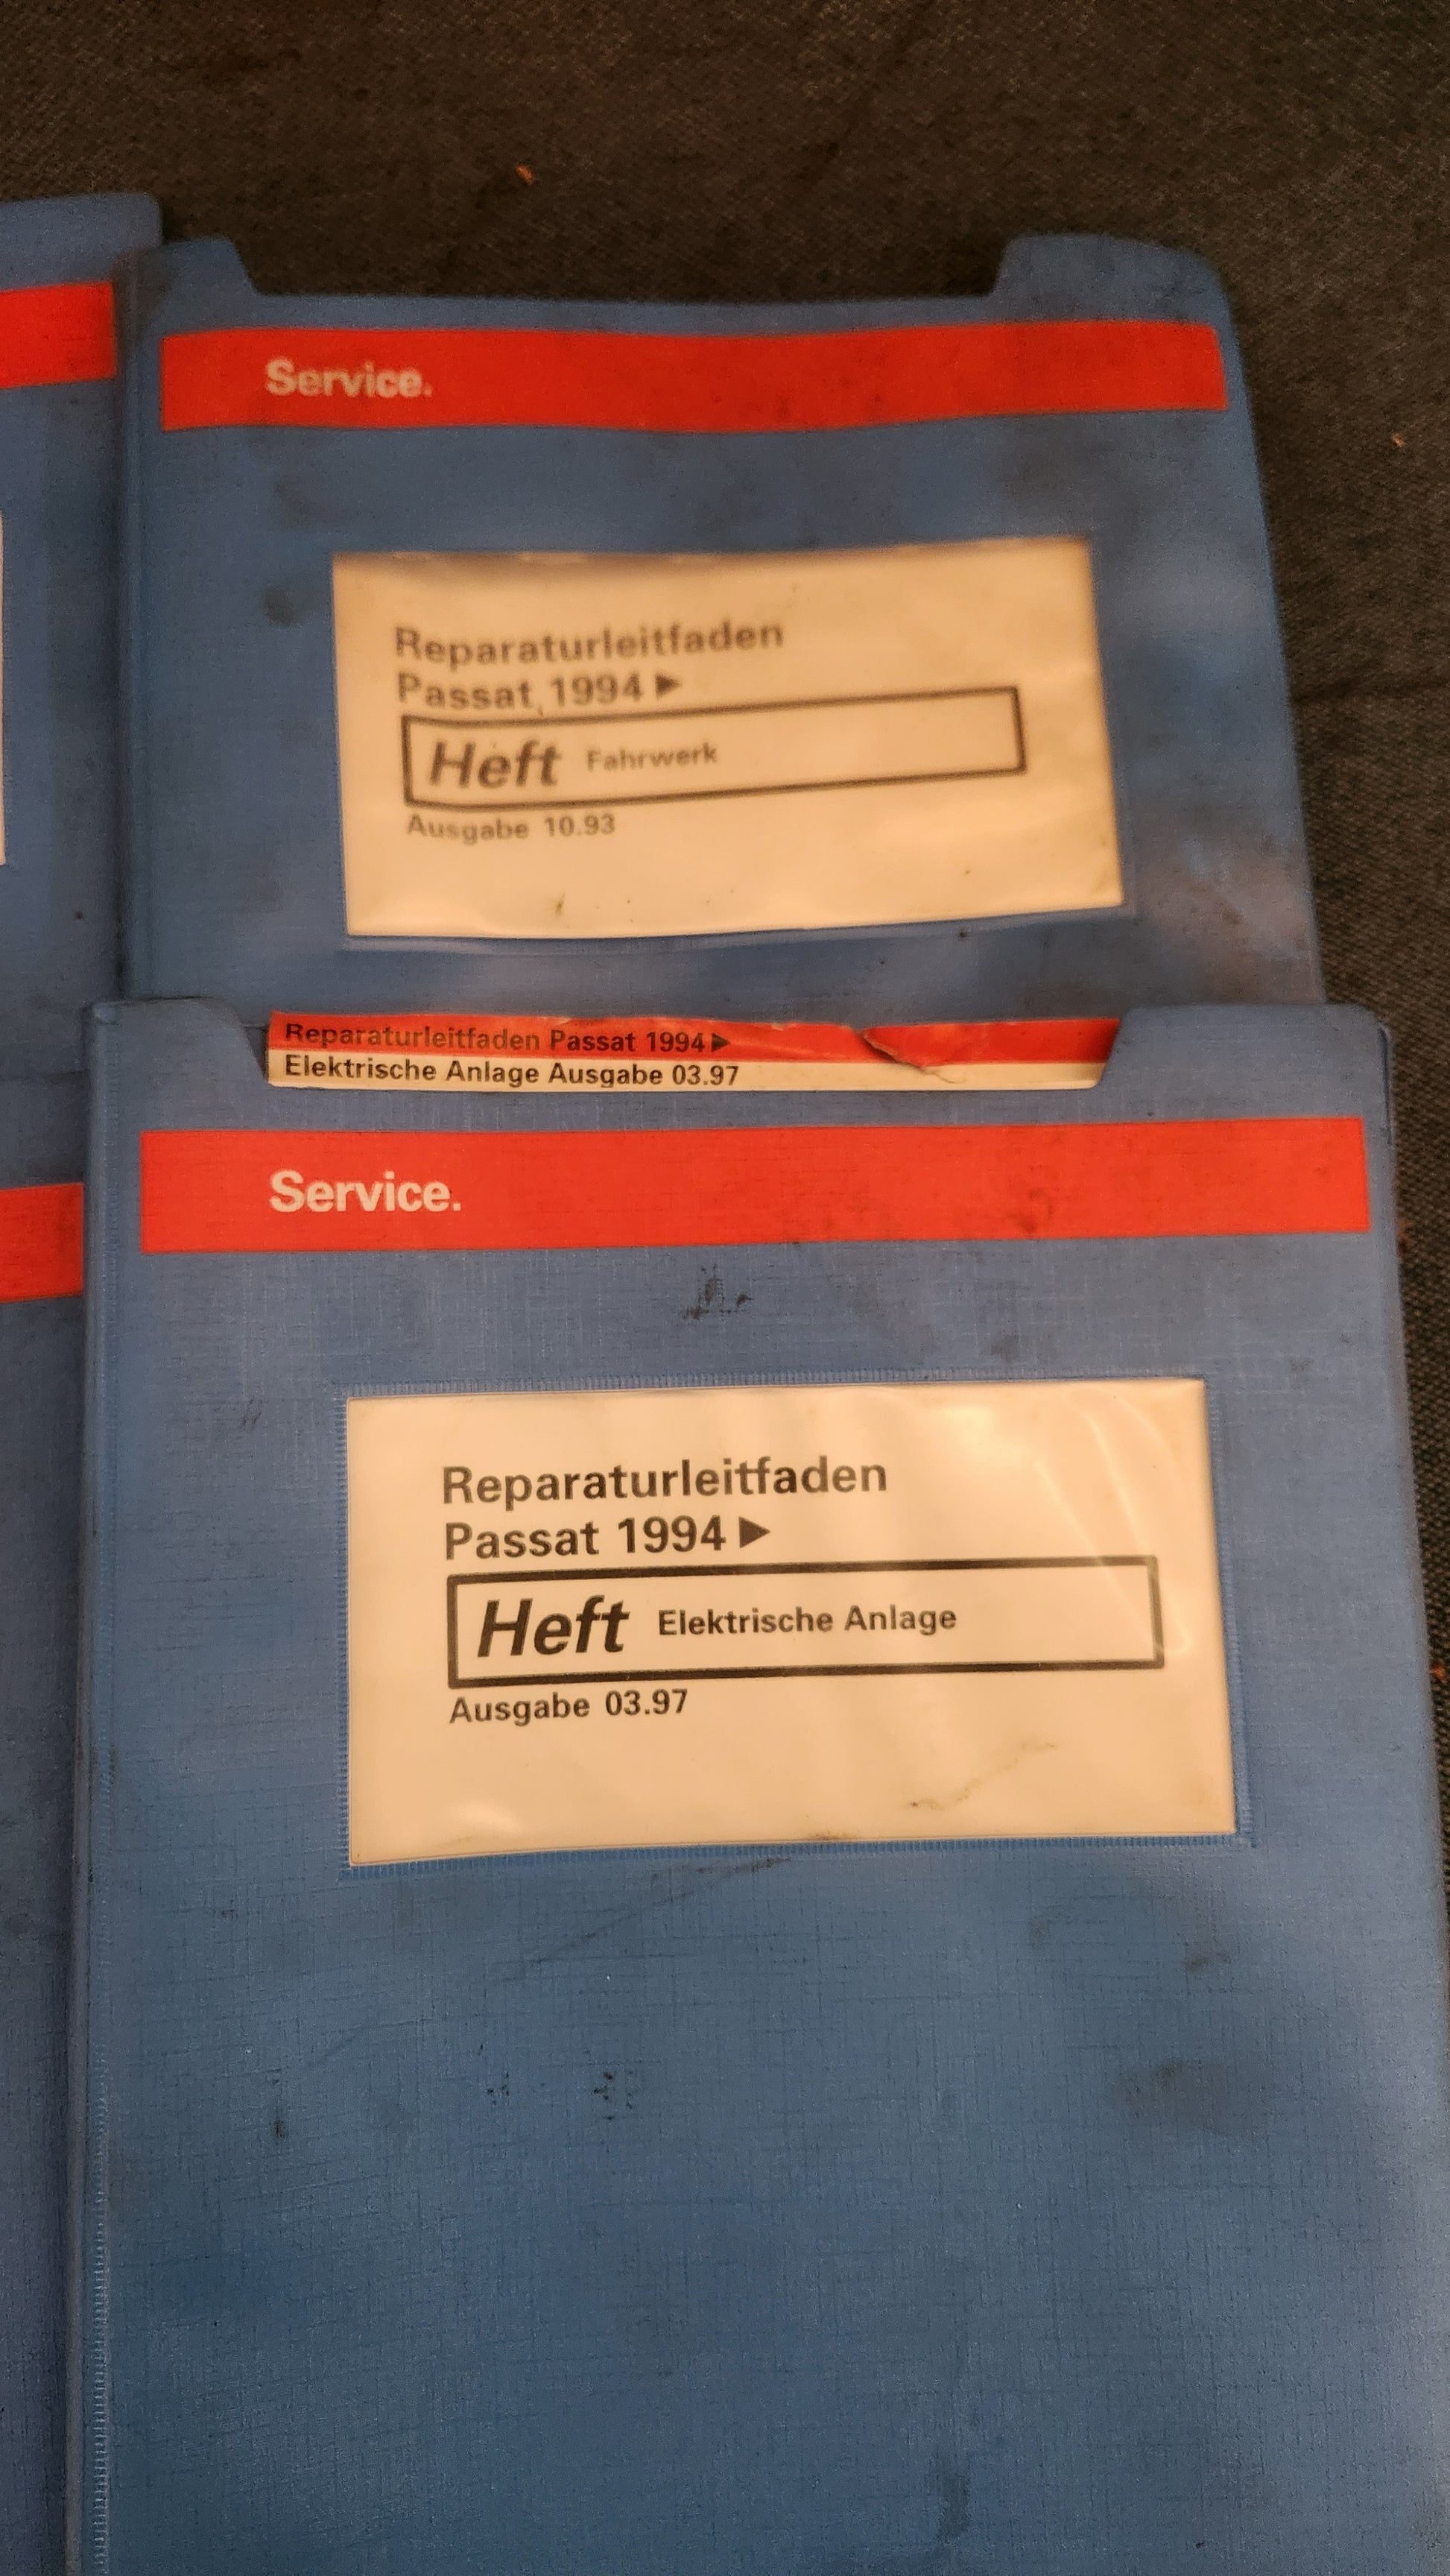 Service.
Reparaturleitfaden
Passat 1994 ▶
Heft Fahrwerk
Ausgabe 10.93
Reparaturleitfaden Passat 1994 ▶
Elektrische Anlage Ausgabe 03.97
Service.
Reparaturleitfaden
Passat 1994 ▶
Heft Elektrische Anlage
Ausgabe 03.97